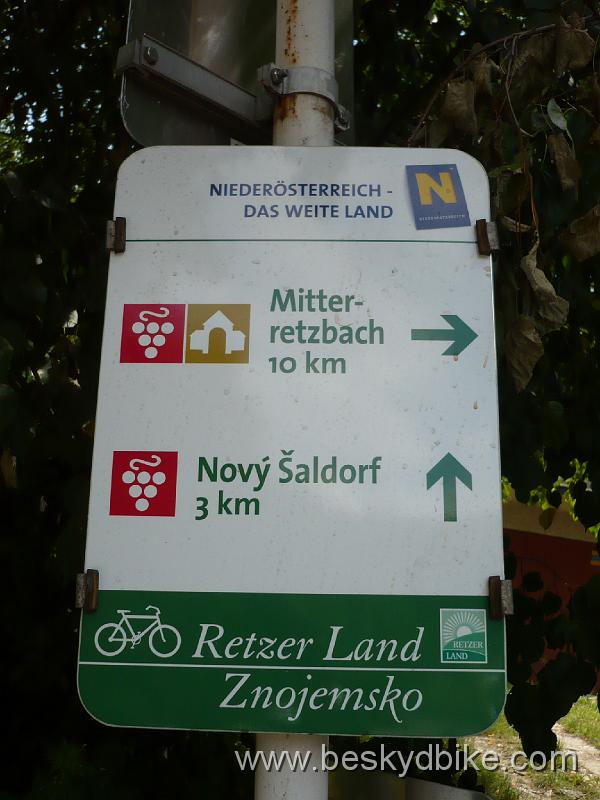 NIEDERÖSTERREICH -
DAS WEITE LAND
N
NIEDERÖSTERREICH
Mitter-
retzbach
10 km
Nový Šaldorf
3 km
Retzer Land
RETZER
LAND
Znojemsko
www.beskydbike.com